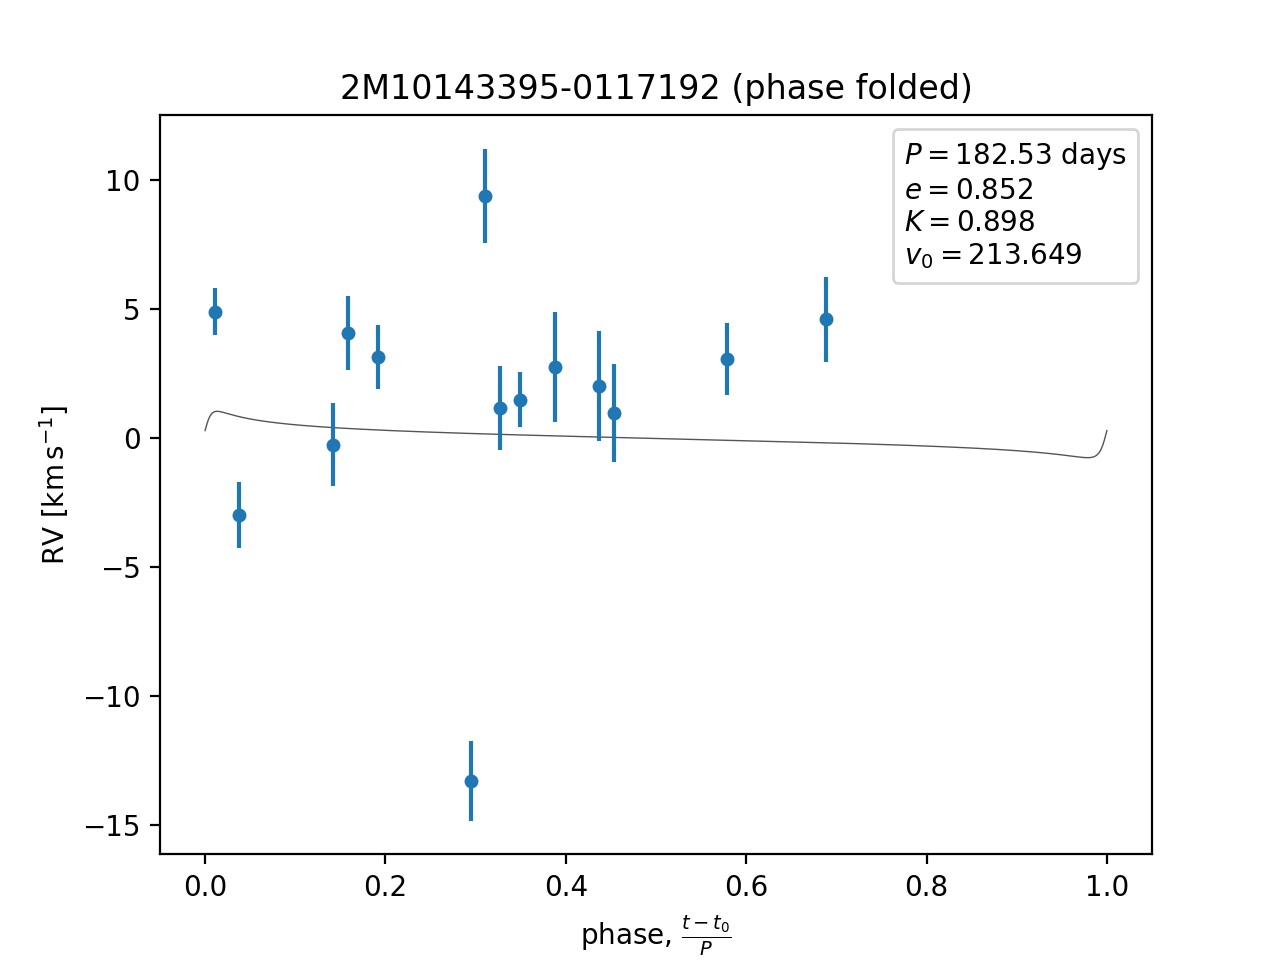 2M10143395-0117192 (phase folded)
P = 182.53 days
e = 0.852
K = 0.898
v₀ = 213.649
10
5
0
−5
−10
−15
RV [km s⁻¹]
0.0 0.2 0.4 0.6 0.8 1.0
phase, (t − t₀)/P